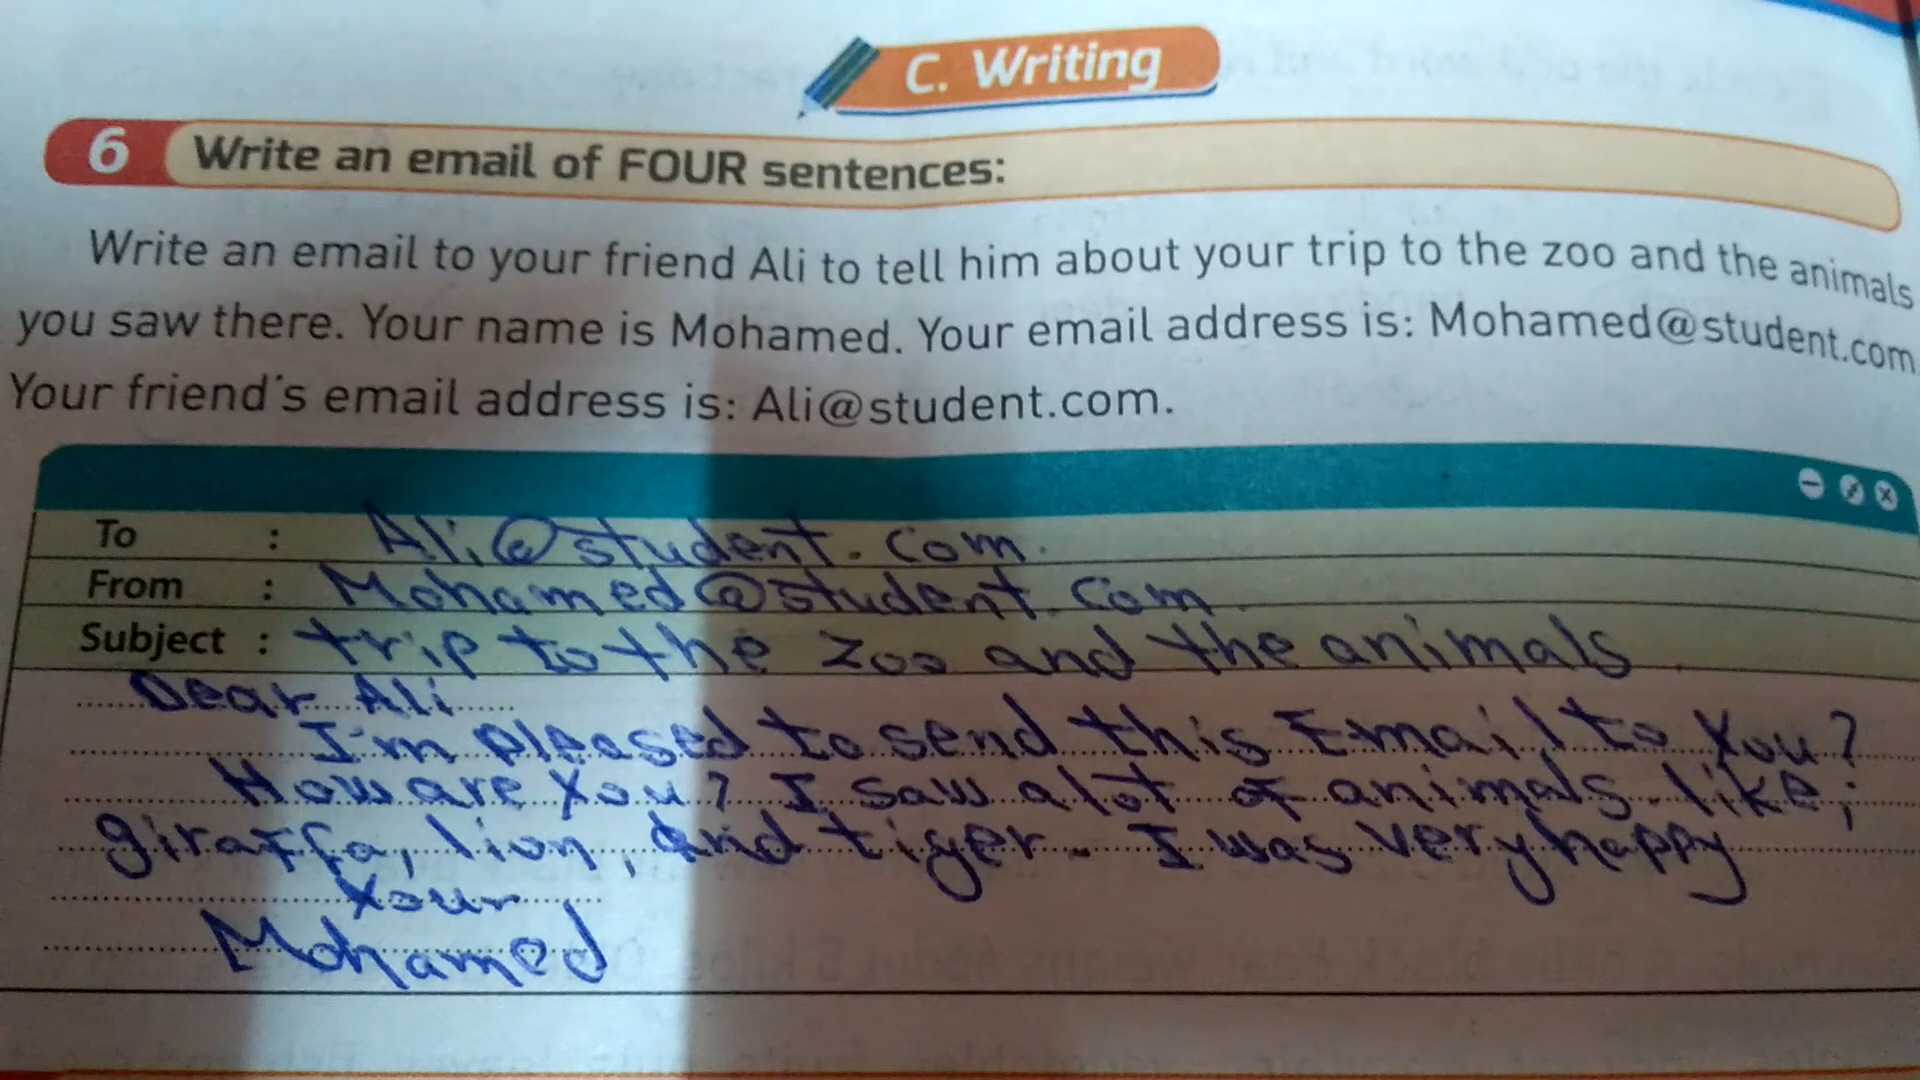 C. Writing
6 Write an email of FOUR sentences:
Write an email to your friend Ali to tell him about your trip to the zoo and the animals
you saw there. Your name is Mohamed. Your email address is: Mohamed@student.com
Your friend's email address is: Ali@student.com.
To : Ali@student.com.
From : Mohamed@student.com.
Subject : trip to the zoo and the animals.
Dear Ali
I'm pleased to send this Email to You?
How are You? I saw a lot of animals like;
giraffa, lion, and tiger. I was very happy
Your
Mohamed